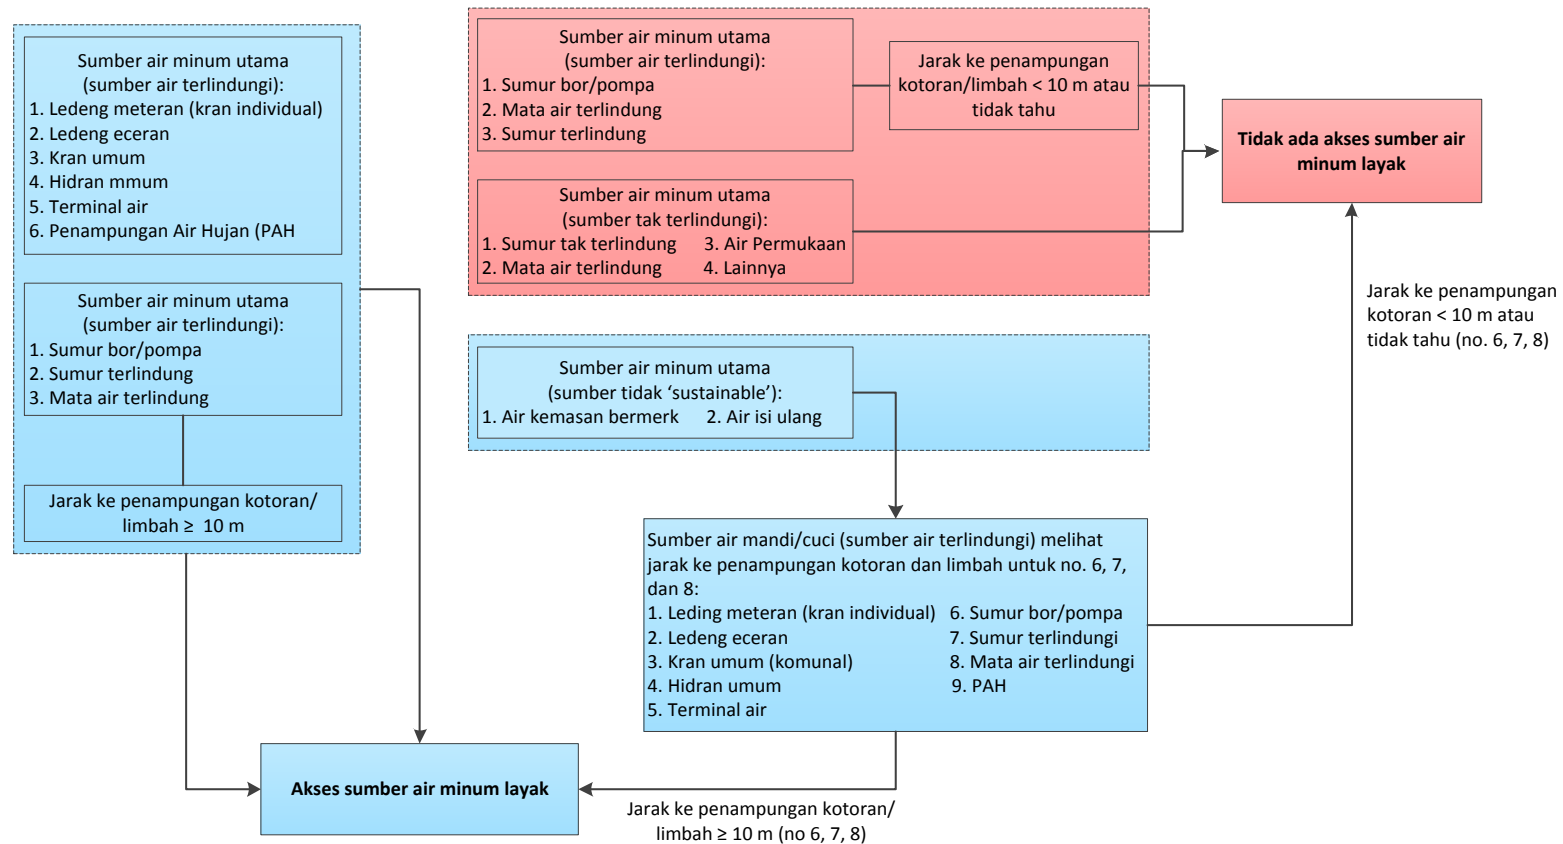 Sumber air minum utama
(sumber air terlindungi):
1. Ledeng meteran (kran individual)
2. Ledeng eceran
3. Kran umum
4. Hidran mmum
5. Terminal air
6. Penampungan Air Hujan (PAH
Sumber air minum utama
(sumber air terlindungi):
1. Sumur bor/pompa
2. Sumur terlindung
3. Mata air terlindung
Jarak ke penampungan kotoran/
limbah ≥ 10 m
Sumber air minum utama
(sumber air terlindungi):
1. Sumur bor/pompa
2. Mata air terlindung
3. Sumur terlindung
Jarak ke penampungan
kotoran/limbah < 10 m atau
tidak tahu
Sumber air minum utama
(sumber tak terlindungi):
1. Sumur tak terlindung 3. Air Permukaan
2. Mata air terlindung 4. Lainnya
Tidak ada akses sumber air
minum layak
Jarak ke penampungan
kotoran < 10 m atau
tidak tahu (no. 6, 7, 8)
Sumber air minum utama
(sumber tidak ‘sustainable’):
1. Air kemasan bermerk 2. Air isi ulang
Sumber air mandi/cuci (sumber air terlindungi) melihat
jarak ke penampungan kotoran dan limbah untuk no. 6, 7,
dan 8:
1. Leding meteran (kran individual) 6. Sumur bor/pompa
2. Ledeng eceran 7. Sumur terlindungi
3. Kran umum (komunal) 8. Mata air terlindungi
4. Hidran umum 9. PAH
5. Terminal air
Akses sumber air minum layak
Jarak ke penampungan kotoran/
limbah ≥ 10 m (no 6, 7, 8)